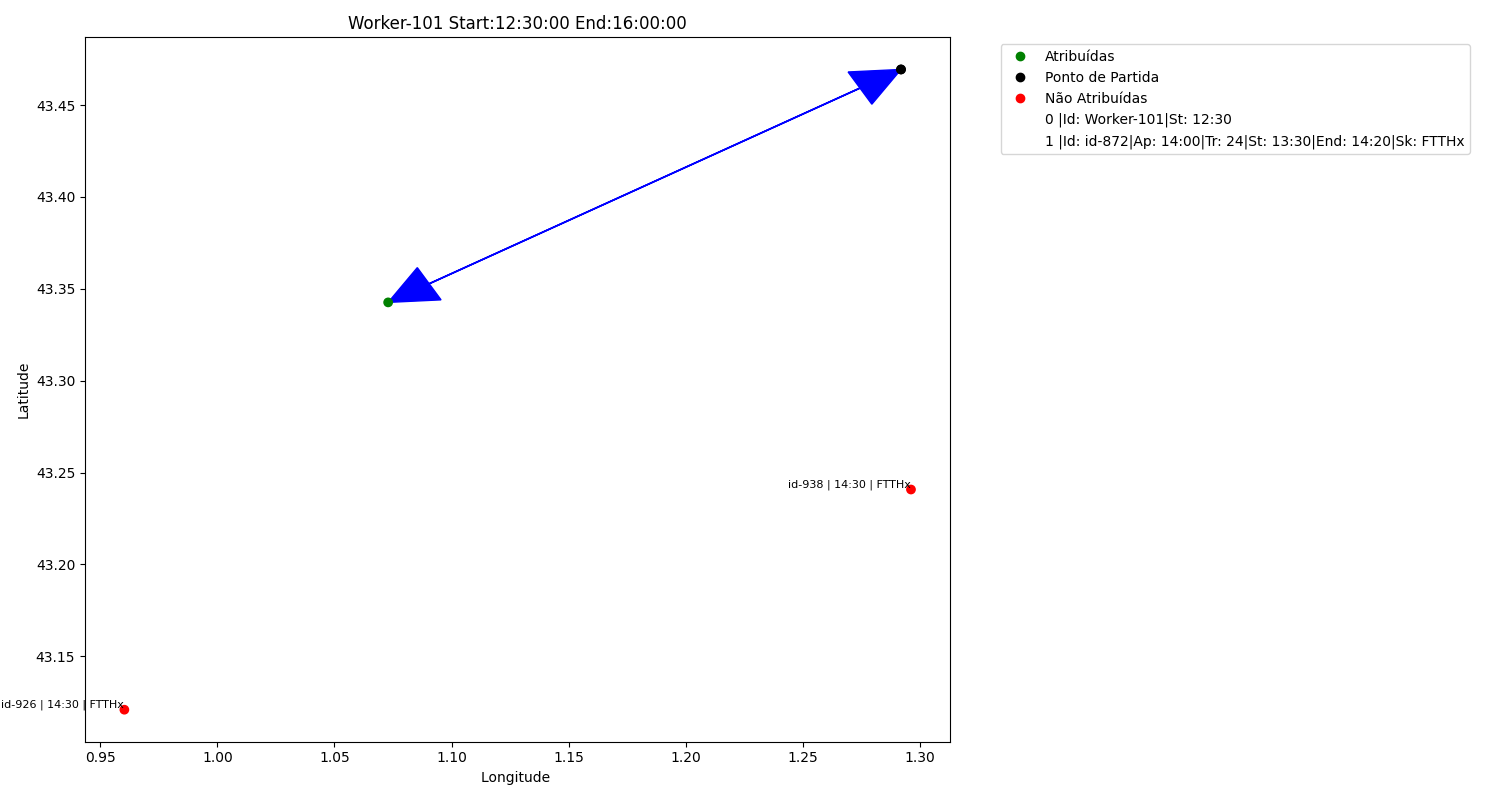 Worker-101 Start:12:30:00 End:16:00:00
Atribuídas
Ponto de Partida
Não Atribuídas
0 |Id: Worker-101|St: 12:30
1 |Id: id-872|Ap: 14:00|Tr: 24|St: 13:30|End: 14:20|Sk: FTTHx
Latitude
43.45
43.40
43.35
43.30
43.25
43.20
43.15
id-938 | 14:30 | FTTHx
id-926 | 14:30 | FTTHx
0.95 1.00 1.05 1.10 1.15 1.20 1.25 1.30
Longitude